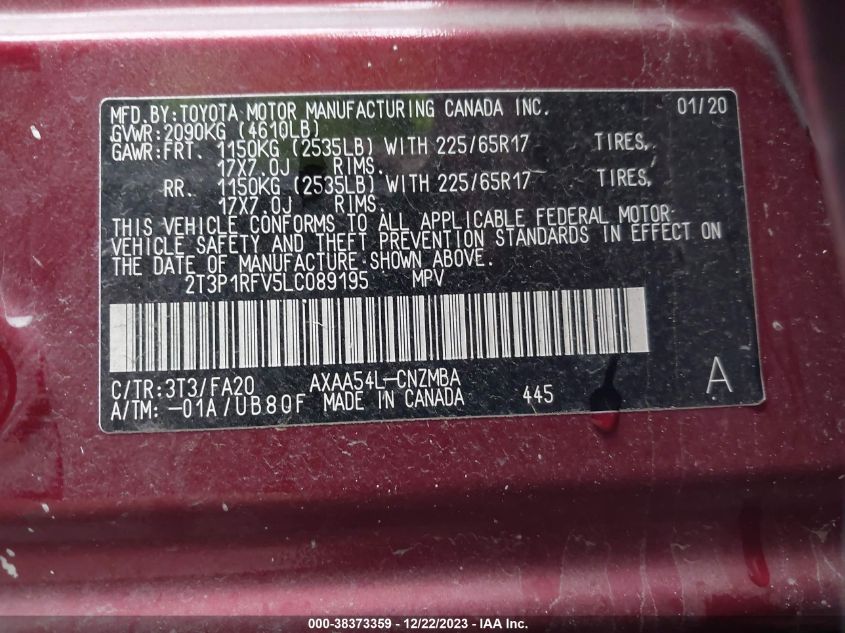 MFD.BY:TOYOTA MOTOR MANUFACTURING CANADA INC. 01/20
GVWR:2090KG (4610LB)
GAWR:FRT. 1150KG (2535LB) WITH 225/65R17 TIRES,
17X7.0J RIMS.
RR. 1150KG (2535LB) WITH 225/65R17 TIRES,
17X7.0J RIMS.
THIS VEHICLE CONFORMS TO ALL APPLICABLE FEDERAL MOTOR-
VEHICLE SAFETY AND THEFT PREVENTION STANDARDS IN EFFECT ON
THE DATE OF MANUFACTURE SHOWN ABOVE.
2T3P1RFV5LC089195 MPV
C/TR:3T3/FA20 AXAA54L-CNZMBA A
A/TM: -01A/UB80F MADE IN CANADA 445
000-38373359 - 12/22/2023 - IAA Inc.